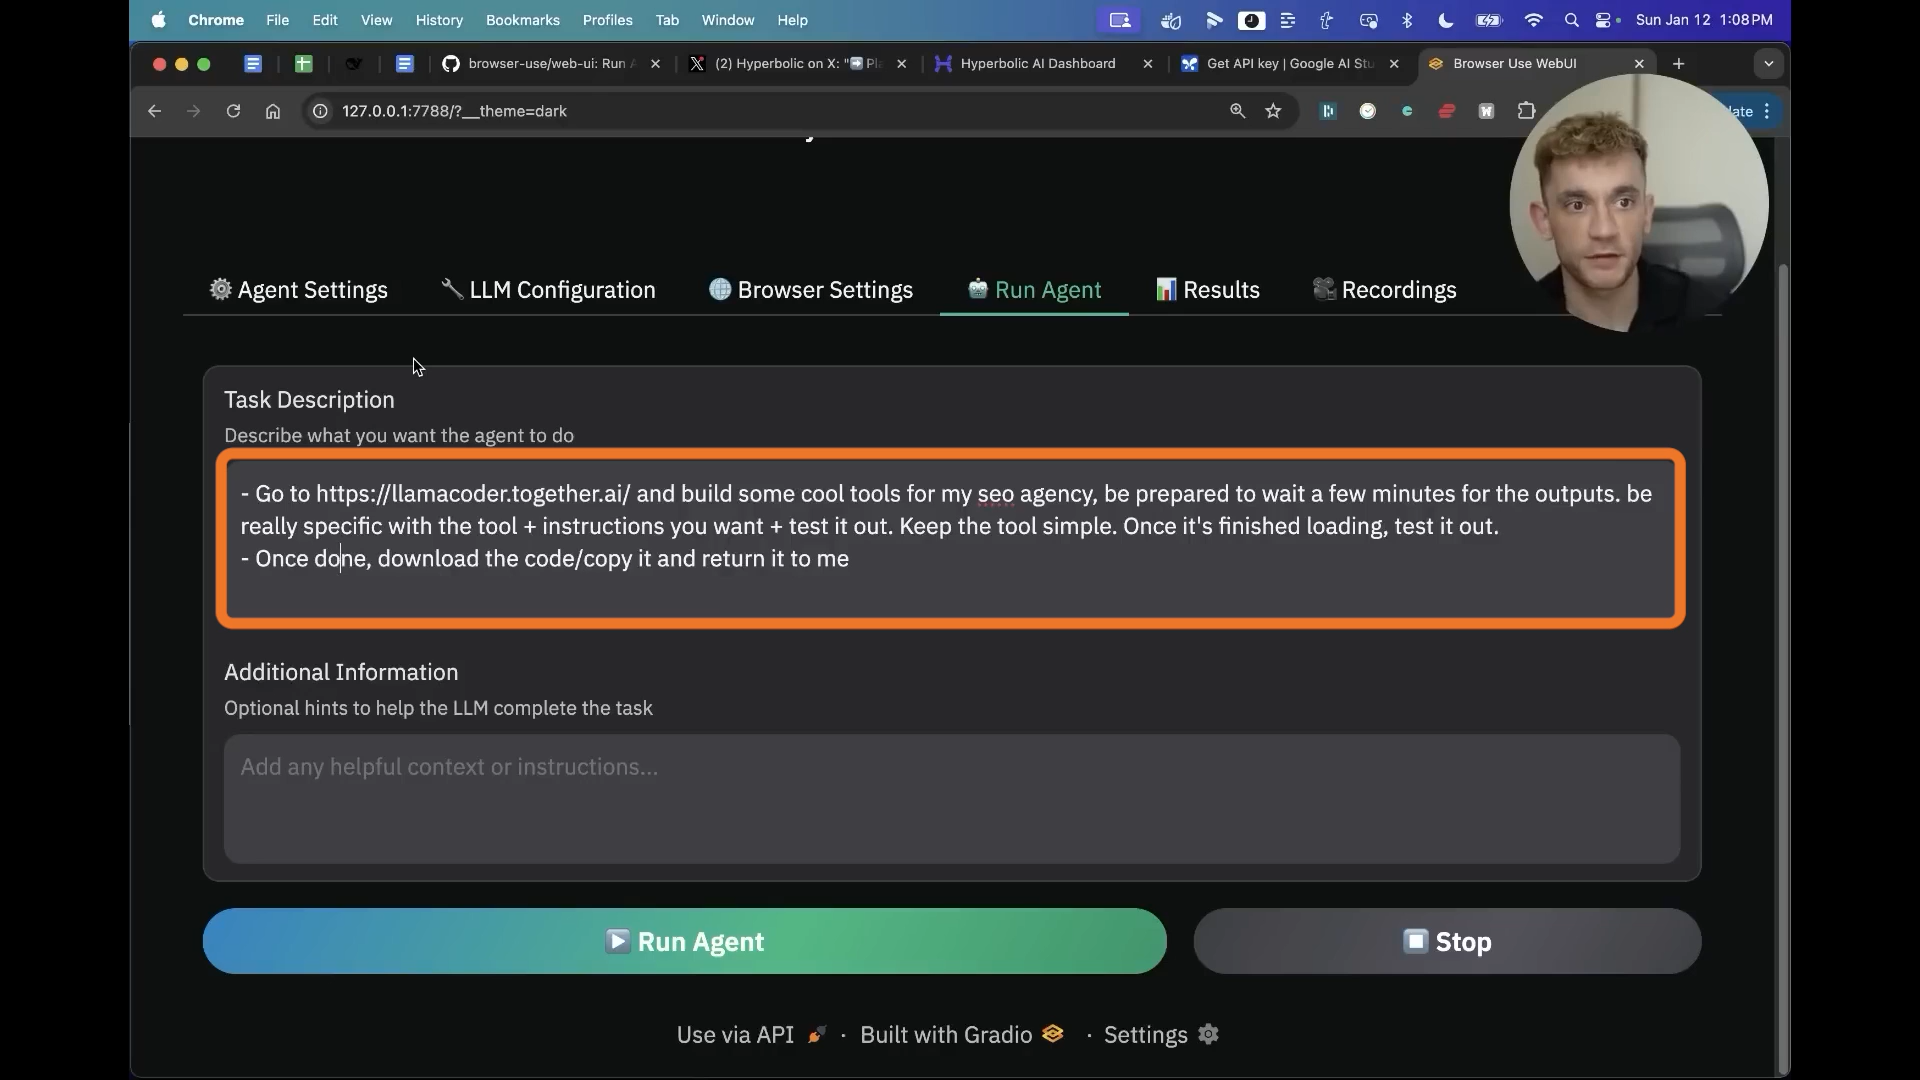 Chrome File Edit View History Bookmarks Profiles Tab Window Help Sun Jan 12 1:08 PM
browser-use/web-ui: Run A (2) Hyperbolic on X: "➡️ Pla Hyperbolic AI Dashboard Get API key | Google AI Stu Browser Use WebUI
127.0.0.1:7788/?__theme=dark
Agent Settings LLM Configuration Browser Settings Run Agent Results Recordings
Task Description
Describe what you want the agent to do
- Go to https://llamacoder.together.ai/ and build some cool tools for my seo agency, be prepared to wait a few minutes for the outputs. be
really specific with the tool + instructions you want + test it out. Keep the tool simple. Once it's finished loading, test it out.
- Once done, download the code/copy it and return it to me
Additional Information
Optional hints to help the LLM complete the task
Add any helpful context or instructions...
Run Agent Stop
Use via API · Built with Gradio · Settings